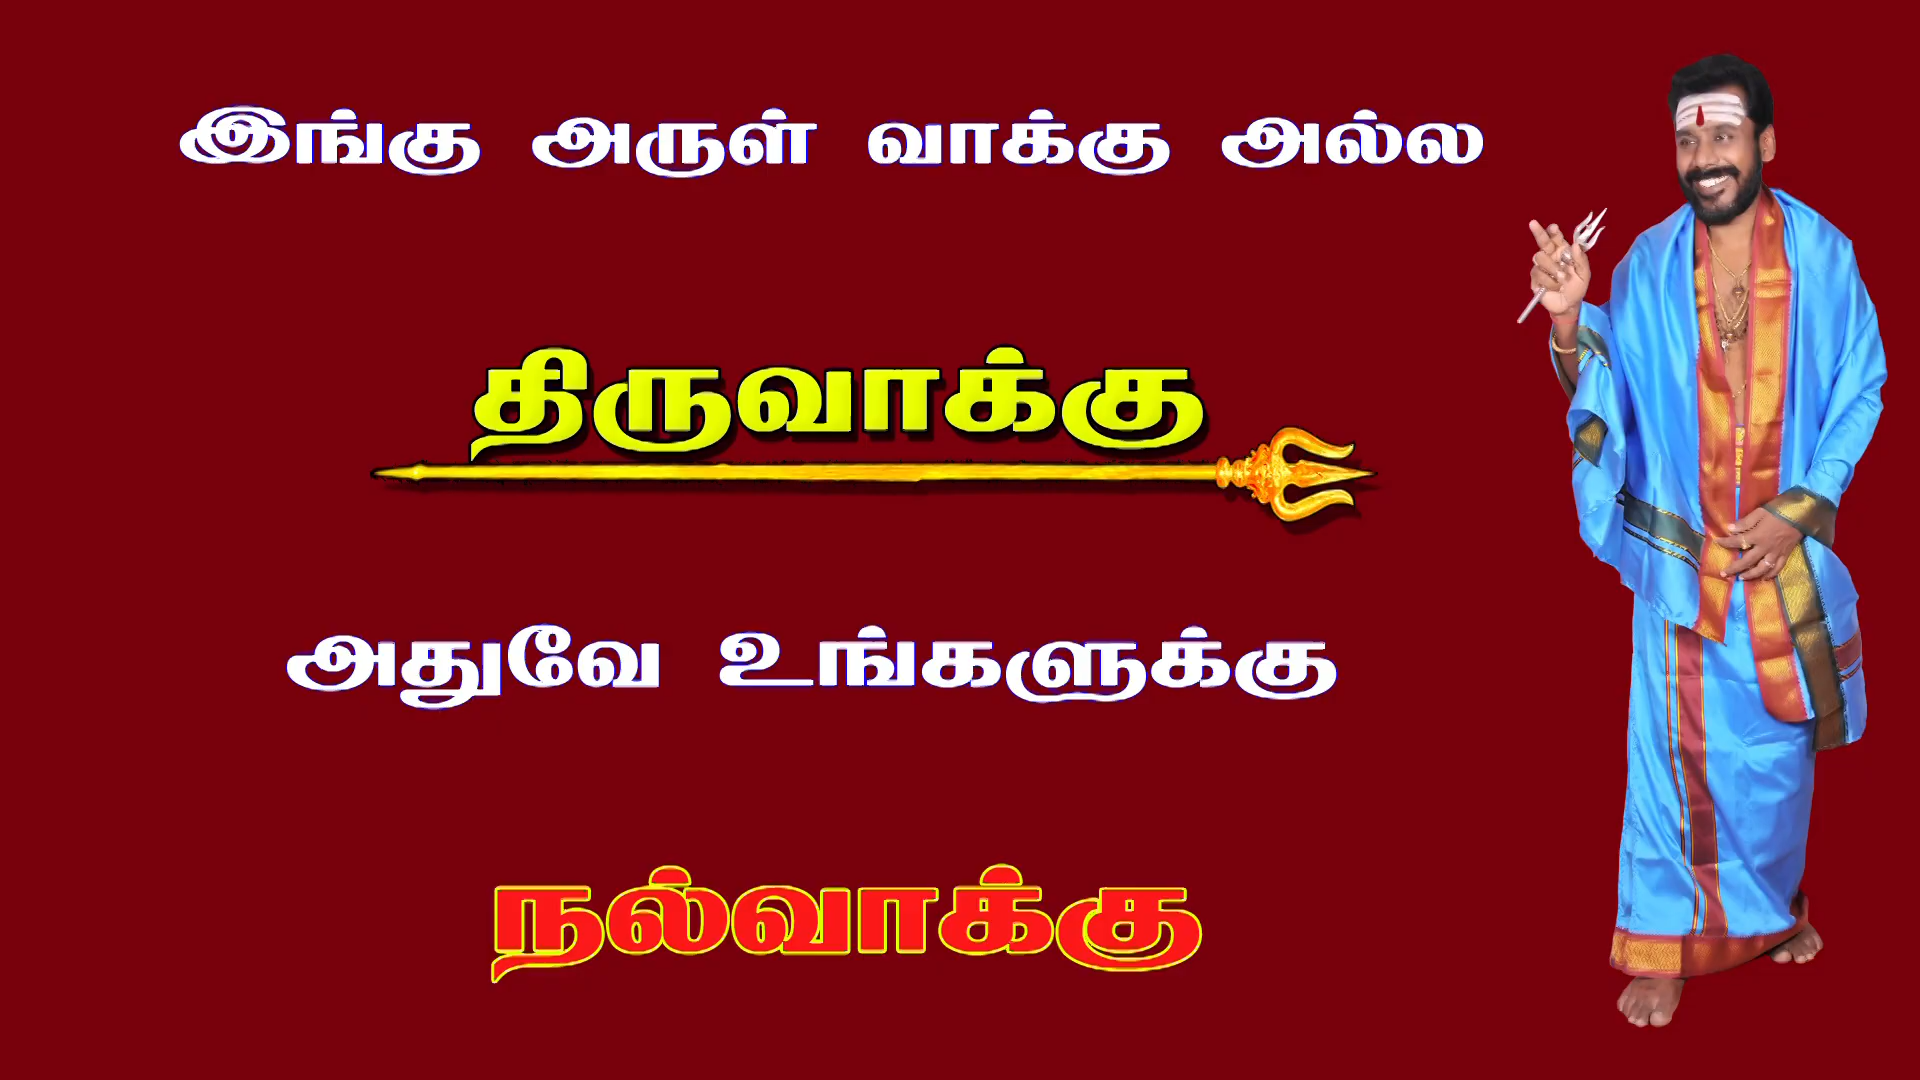 இங்கு அருள் வாக்கு அல்ல
திருவாக்கு
அதுவே உங்களுக்கு
நல்வாக்கு